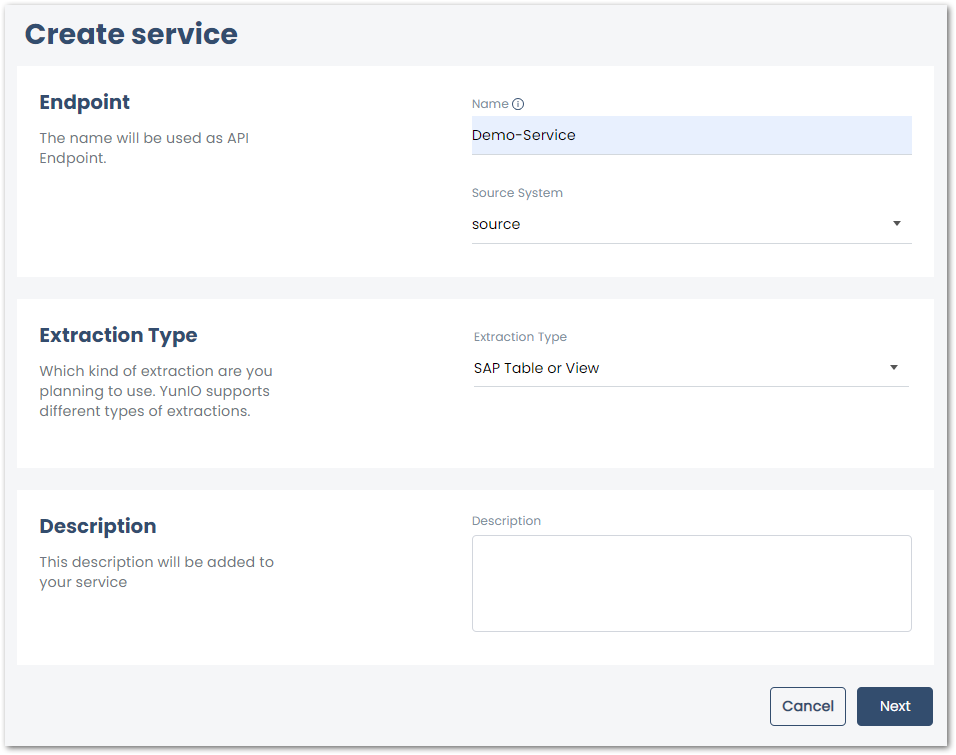 Create service
Endpoint
The name will be used as API
Endpoint.
Name
Demo-Service
Source System
source
Extraction Type
Which kind of extraction are you
planning to use. YunIO supports
different types of extractions.
Extraction Type
SAP Table or View
Description
This description will be added to
your service
Description
Cancel
Next